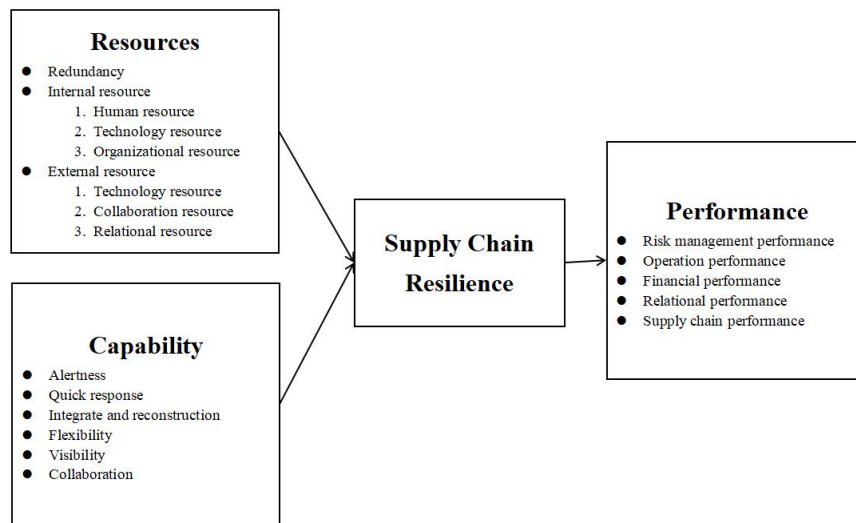 Resources
● Redundancy
● Internal resource
1. Human resource
2. Technology resource
3. Organizational resource
● External resource
1. Technology resource
2. Collaboration resource
3. Relational resource
Capability
● Alertness
● Quick response
● Integrate and reconstruction
● Flexibility
● Visibility
● Collaboration
Supply Chain
Resilience
Performance
● Risk management performance
● Operation performance
● Financial performance
● Relational performance
● Supply chain performance